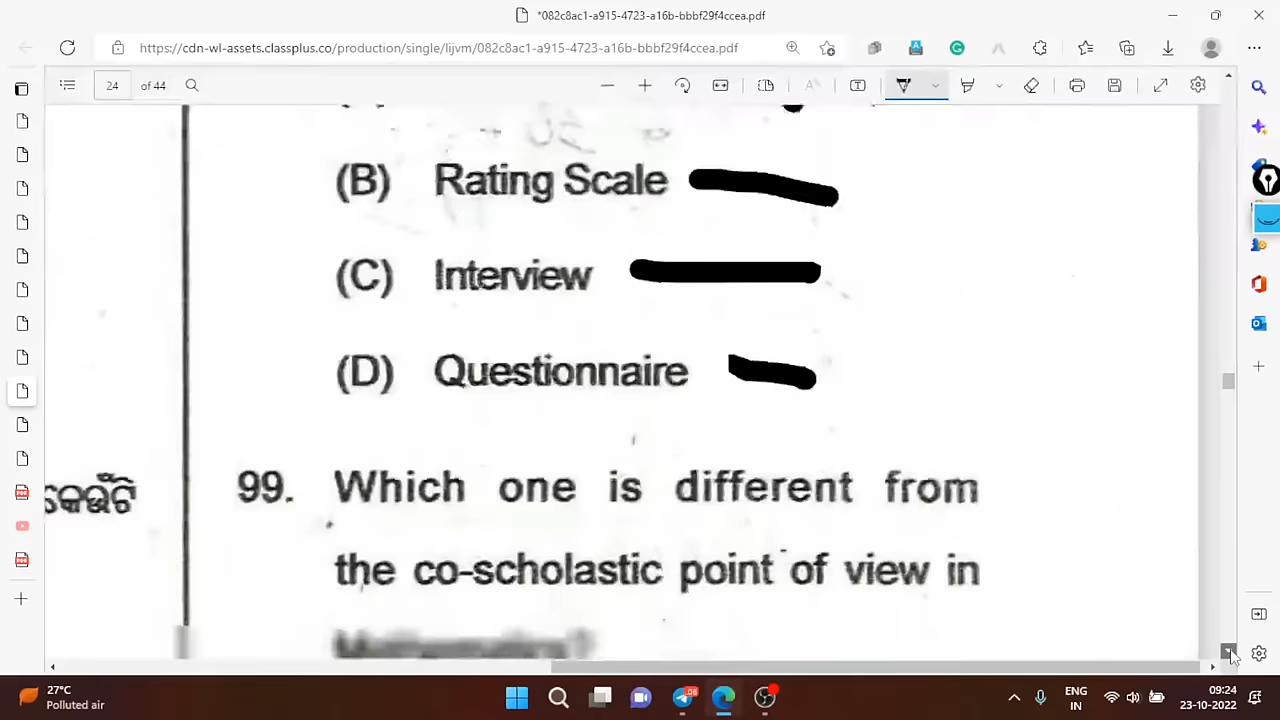 *082c8ac1-a915-4723-a16b-bbbf29f4ccea.pdf
https://cdn-wl-assets.classplus.co/production/single/lijvm/082c8ac1-a915-4723-a16b-bbbf29f4ccea.pdf
24 of 44
(B) Rating Scale
(C) Interview
(D) Questionnaire
କେଉଁଟି
99. Which one is different from
the co-scholastic point of view in
Mathematics?
27°C
Polluted air
ENG
IN
09:24
23-10-2022